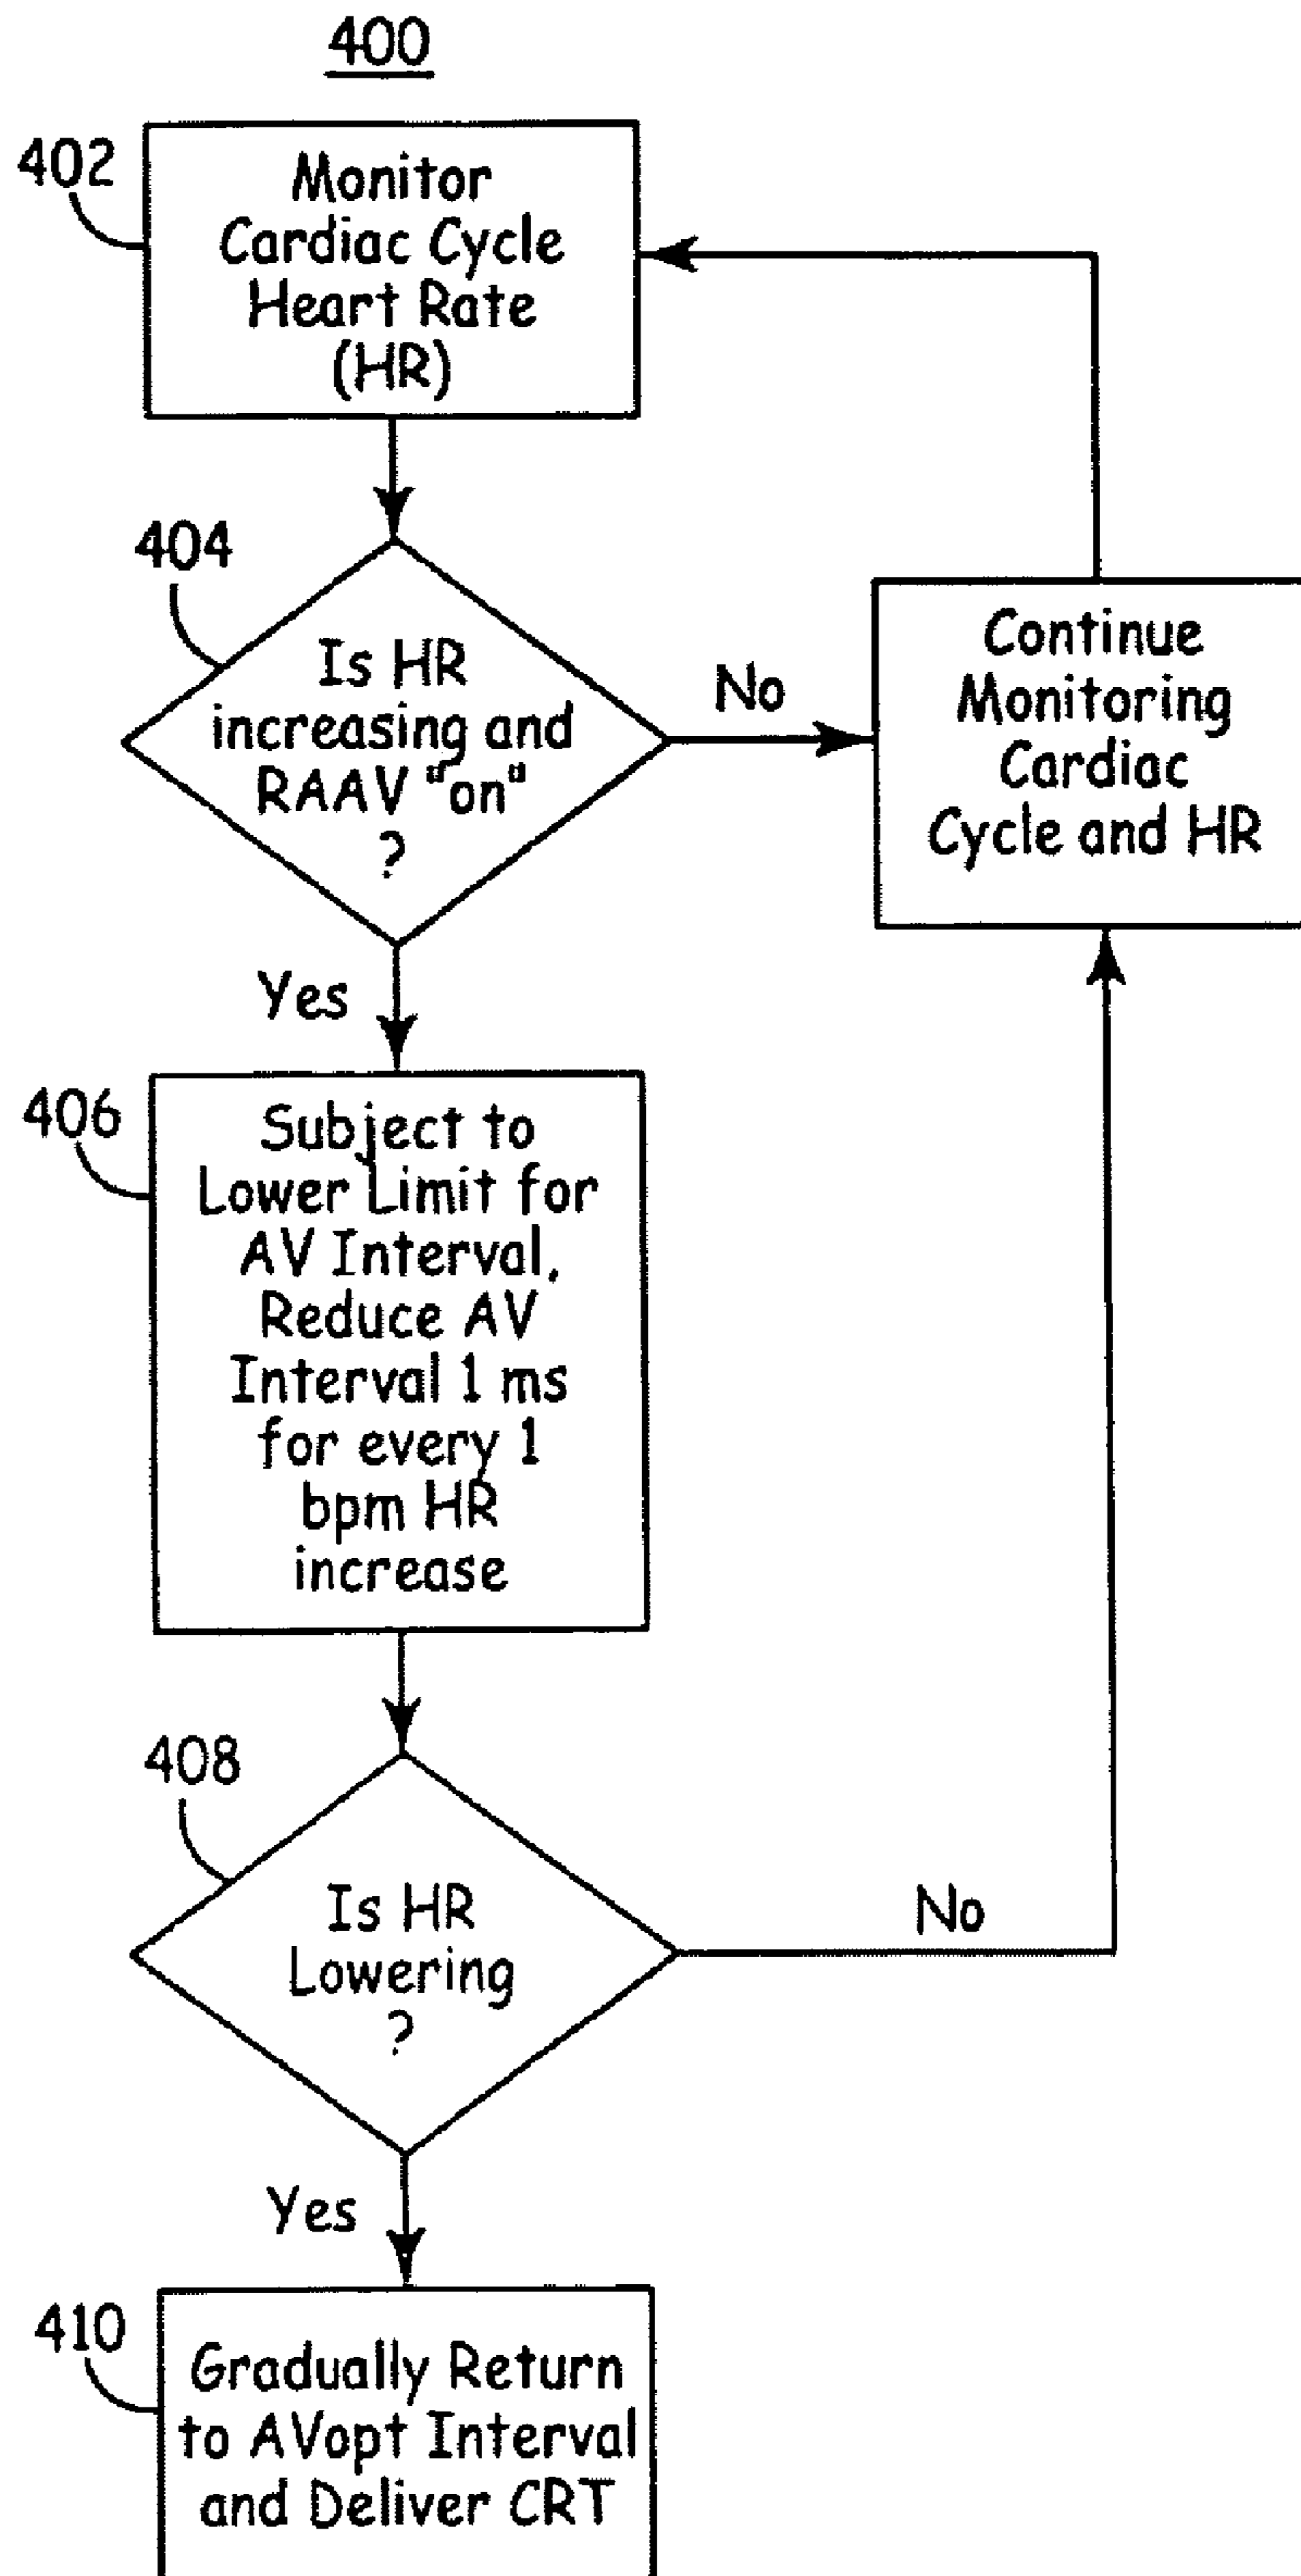 400
402
Monitor
Cardiac Cycle
Heart Rate
(HR)
404
Is HR
increasing and
RAAV "on"
?
No
Continue
Monitoring
Cardiac
Cycle and HR
Yes
406
Subject to
Lower Limit for
AV Interval,
Reduce AV
Interval 1 ms
for every 1
bpm HR
increase
408
Is HR
Lowering
?
No
Yes
410
Gradually Return
to AVopt Interval
and Deliver CRT